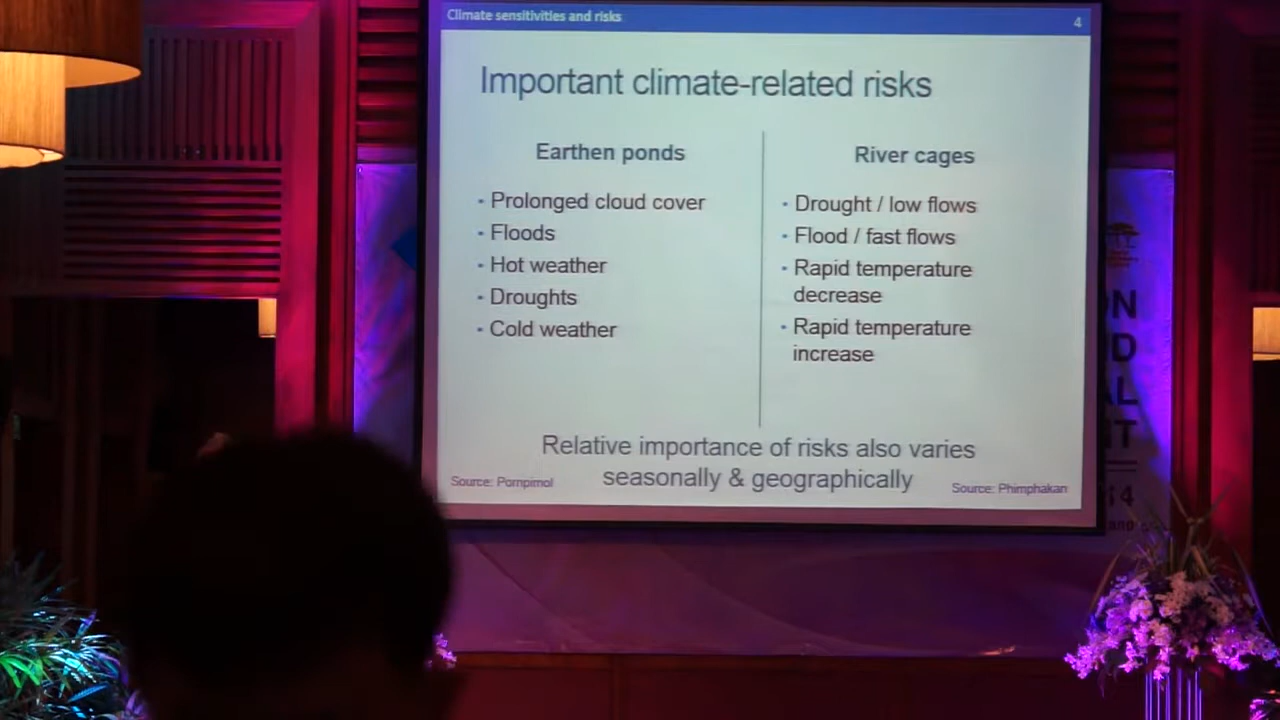 Climate sensitivities and risks
4
Important climate-related risks
Earthen ponds
- Prolonged cloud cover
- Floods
- Hot weather
- Droughts
- Cold weather
River cages
- Drought / low flows
- Flood / fast flows
- Rapid temperature
decrease
- Rapid temperature
increase
Relative importance of risks also varies
seasonally & geographically
Source: Pornpimol
Source: Phimphakan